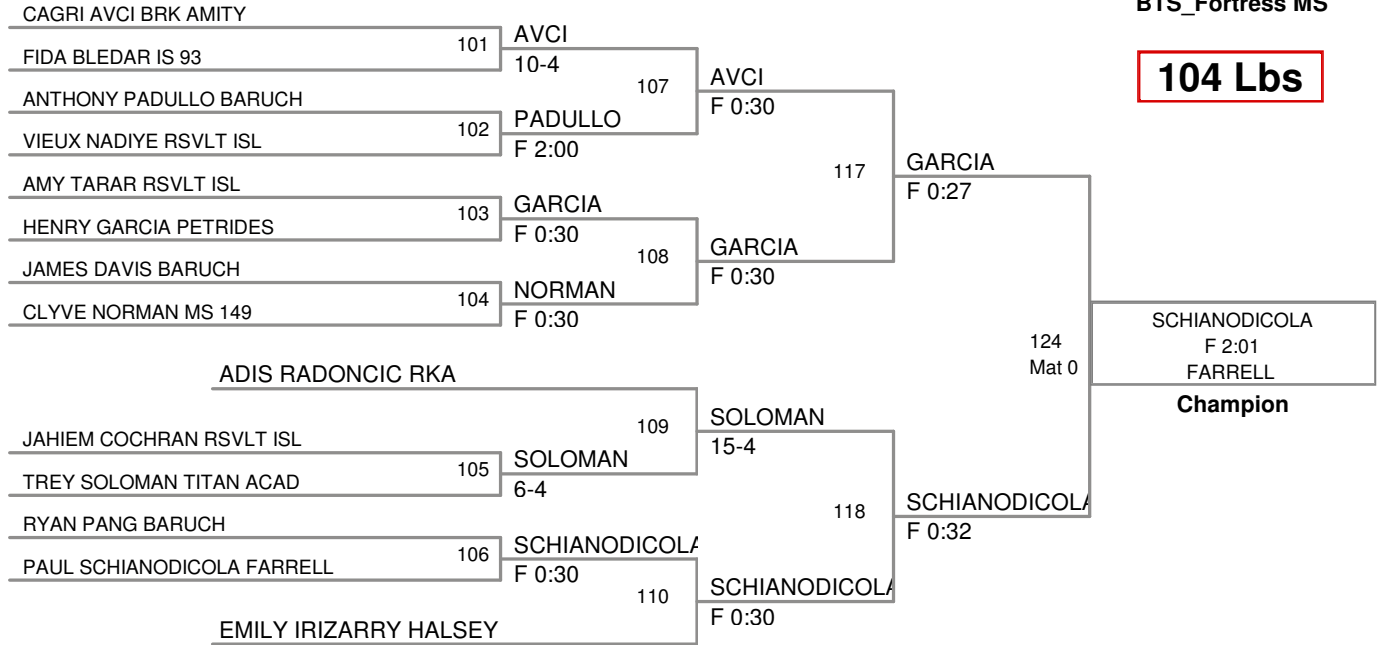 BTS_Fortress MS
104 Lbs
CAGRI AVCI BRK AMITY
101
AVCI
FIDA BLEDAR IS 93
10-4
107
AVCI
ANTHONY PADULLO BARUCH
F 0:30
102
PADULLO
VIEUX NADIYE RSVLT ISL
F 2:00
117
GARCIA
AMY TARAR RSVLT ISL
F 0:27
103
GARCIA
HENRY GARCIA PETRIDES
F 0:30
108
GARCIA
JAMES DAVIS BARUCH
F 0:30
104
NORMAN
CLYVE NORMAN MS 149
F 0:30
124
Mat 0
SCHIANODICOLA
F 2:01
FARRELL
Champion
ADIS RADONCIC RKA
109
SOLOMAN
JAHIEM COCHRAN RSVLT ISL
15-4
105
SOLOMAN
TREY SOLOMAN TITAN ACAD
6-4
118
SCHIANODICOLA
RYAN PANG BARUCH
F 0:32
106
SCHIANODICOLA
PAUL SCHIANODICOLA FARRELL
F 0:30
110
SCHIANODICOLA
F 0:30
EMILY IRIZARRY HALSEY